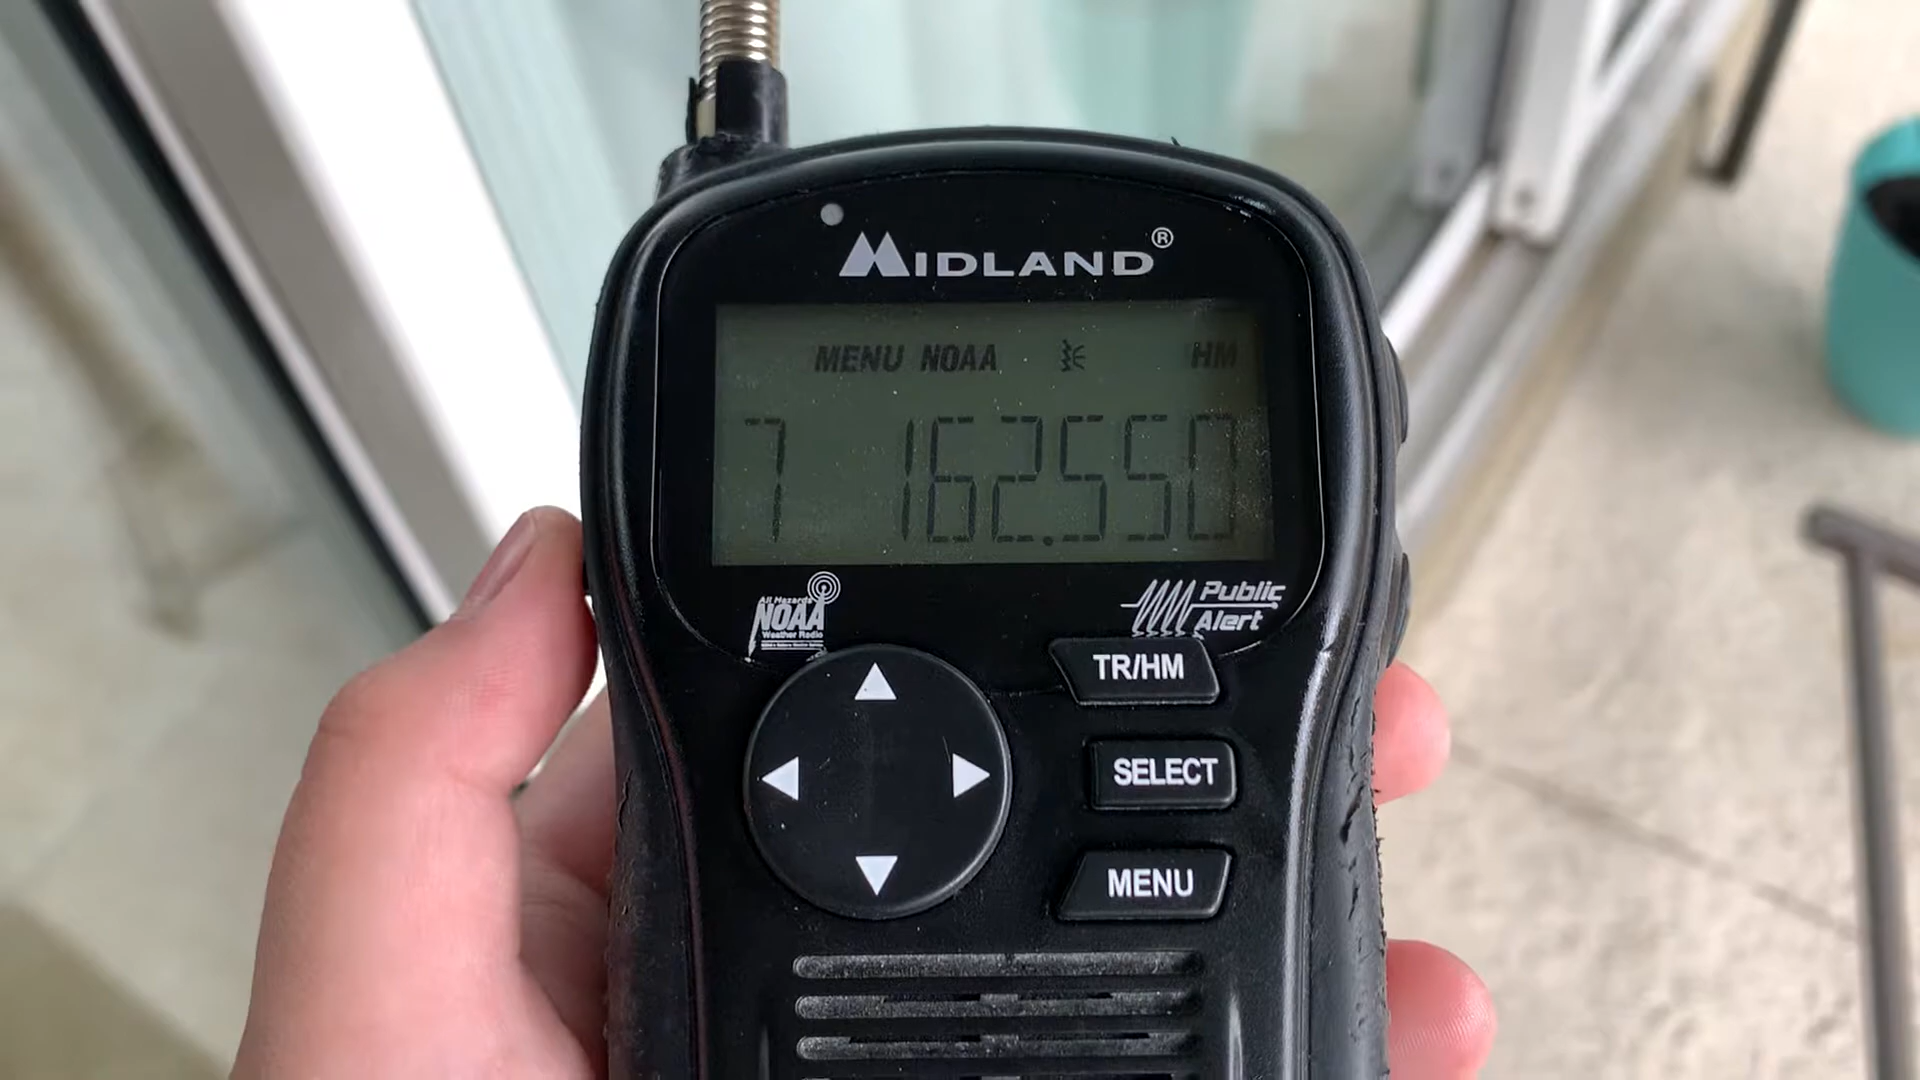 MIDLAND®
MENU NOAA HM
7 162.550
All Hazards
NOAA
Weather Radio
Public
Alert
TR/HM
SELECT
MENU